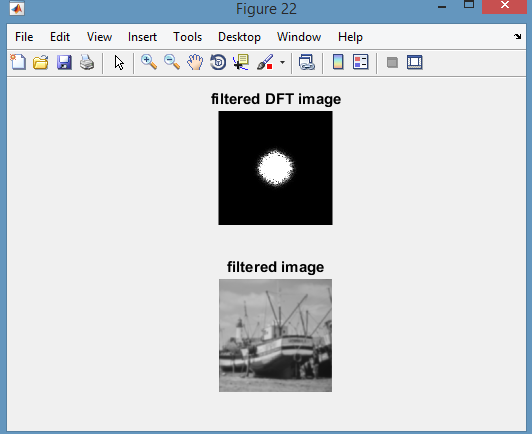 Figure 22
File Edit View Insert Tools Desktop Window Help
filtered DFT image
filtered image